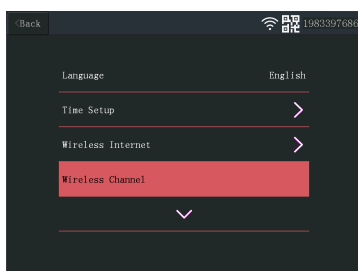 <Back
1983397686
Language English
Time Setup
Wireless Internet
Wireless Channel